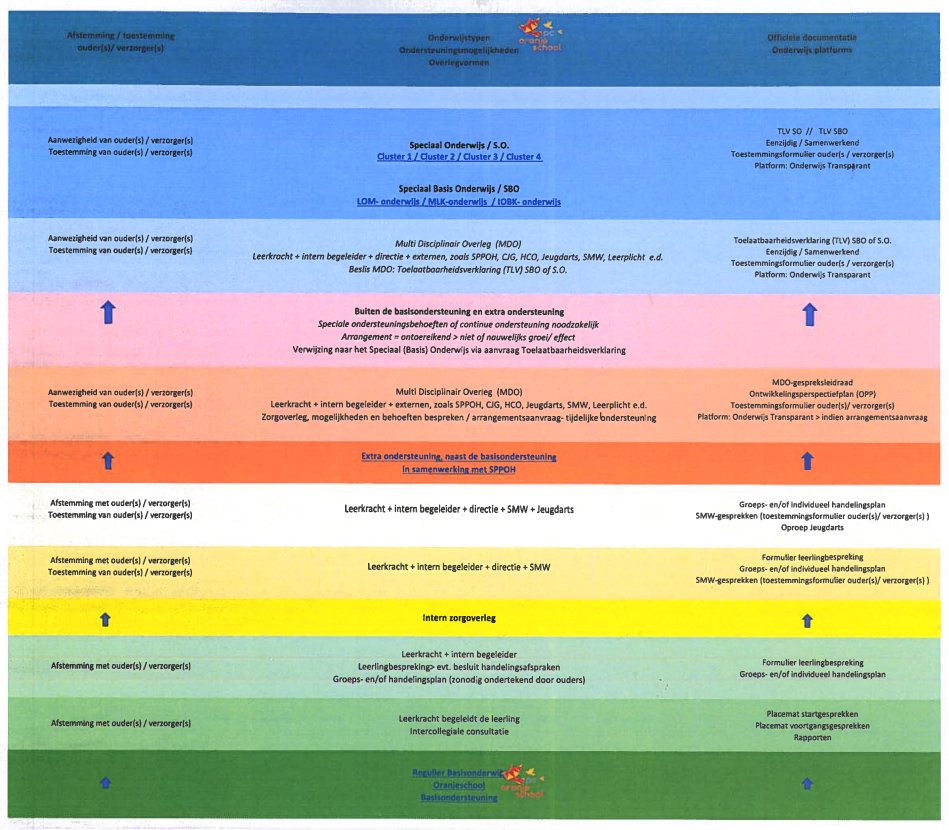 Afstemming / toestemming
ouder(s)/ verzorger(s)
Onderwijstypen
Ondersteuningsmogelijkheden
Overlegvormen
pc
oranje
school
Officiele documentatie
Onderwijs platforms
Aanwezigheid van ouder(s) / verzorger(s)
Toestemming van ouder(s) / verzorger(s)
Speciaal Onderwijs / S.O.
Cluster 1 / Cluster 2 / Cluster 3 / Cluster 4
Speciaal Basis Onderwijs / SBO
LOM- onderwijs / MLK-onderwijs / IOBK- onderwijs
TLV SO // TLV SBO
Eenzijdig / Samenwerkend
Toestemmingsformulier ouder(s / verzorger(s)
Platform: Onderwijs Transparant
Aanwezigheid van ouder(s) / verzorger(s)
Toestemming van ouder(s) / verzorger(s)
Multi Disciplinair Overleg (MDO)
Leerkracht + intern begeleider + directie + externen, zoals SPPOH, CJG, HCO, Jeugdarts, SMW, Leerplicht e.d.
Beslis MDO: Toelaatbaarheidsverklaring (TLV) SBO of S.O.
Toelaatbaarheidsverklaring (TLV) SBO of S.O.
Eenzijdig / Samenwerkend
Toestemmingsformulier ouder(s / verzorger(s)
Platform: Onderwijs Transparant
Buiten de basisondersteuning en extra ondersteuning
Speciale ondersteuningsbehoeften of continue ondersteuning noodzakelijk
Arrangement = ontoereikend > niet of nauwelijks groei/ effect
Verwijzing naar het Speciaal (Basis) Onderwijs via aanvraag Toelaatbaarheidsverklaring
Aanwezigheid van ouder(s) / verzorger(s)
Toestemming van ouder(s) / verzorger(s)
Multi Disciplinair Overleg (MDO)
Leerkracht + intern begeleider + externen, zoals SPPOH, CJG, HCO, Jeugdarts, SMW, Leerplicht e.d.
Zorgoverleg, mogelijkheden en behoeften bespreken / arrangementsaanvraag- tijdelijke ondersteuning
MDO-gespreksleidraad
Ontwikkelingsperspectiefplan (OPP)
Toestemmingsformulier ouder(s)/ verzorger(s)
Platform: Onderwijs Transparant > indien arrangementsaanvraag
Extra ondersteuning, naast de basisondersteuning
In samenwerking met SPPOH
Afstemming met ouder(s) / verzorger(s)
Toestemming van ouder(s) / verzorger(s)
Leerkracht + intern begeleider + directie + SMW + Jeugdarts
Groeps- en/of individueel handelingsplan
SMW-gesprekken (toestemmingsformulier ouder(s)/ verzorger(s) )
Oproep Jeugdarts
Afstemming met ouder(s) / verzorger(s)
Toestemming van ouder(s) / verzorger(s)
Leerkracht + intern begeleider + directie + SMW
Formulier leerlingbespreking
Groeps- en/of individueel handelingsplan
SMW-gesprekken (toestemmingsformulier ouder(s)/ verzorger(s) )
Intern zorgoverleg
Afstemming met ouder(s) / verzorger(s)
Leerkracht + intern begeleider
Leerlingbespreking> evt. besluit handelingsafspraken
Groeps- en/of handelingsplan (zonodig ondertekend door ouders)
Formulier leerlingbespreking
Groeps- en/of individueel handelingsplan
Afstemming met ouder(s) / verzorger(s)
Leerkracht begeleidt de leerling
Intercollegiale consultatie
Placemat startgesprekken
Placemat voortgangsgesprekken
Rapporten
Regulier Basisonderwij
Oranjeschool
Basisondersteuning
pc
oranje
school